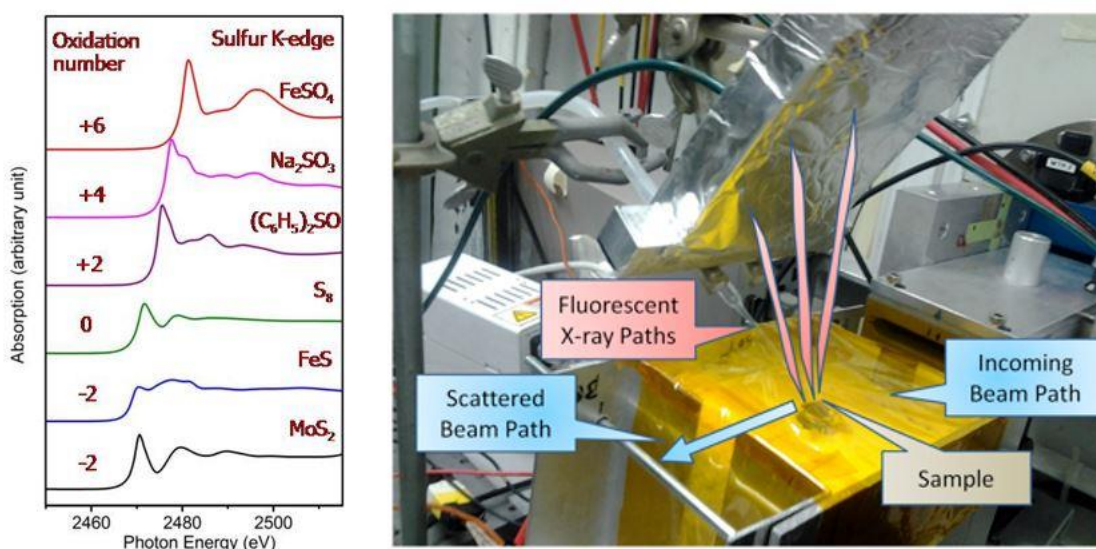 Oxidation number
Sulfur K-edge
FeSO₄
+6
Na₂SO₃
+4
(C₆H₅)₂SO
+2
S₈
0
FeS
-2
MoS₂
-2
Absorption (arbitrary unit)
2460 2480 2500
Photon Energy (eV)
Fluorescent
X-ray Paths
Scattered
Beam Path
Incoming
Beam Path
Sample